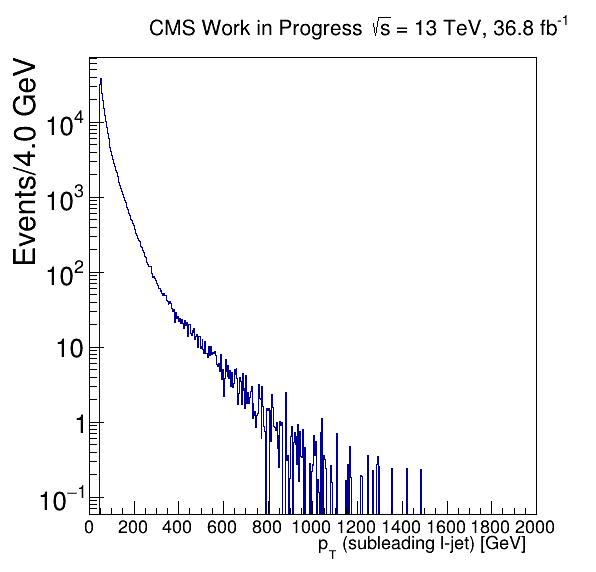 CMS Work in Progress √s = 13 TeV, 36.8 fb⁻¹
Events/4.0 GeV
10⁴
10³
10²
10
1
10⁻¹
0 200 400 600 800 1000 1200 1400 1600 1800 2000
p_T (subleading l-jet) [GeV]